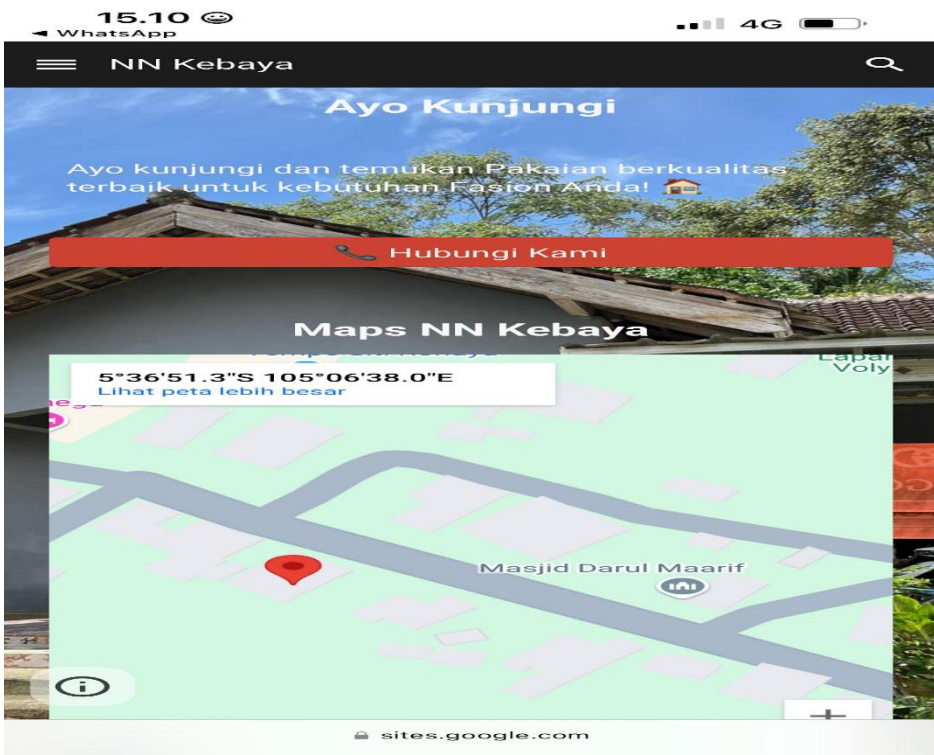 15.10
WhatsApp
4G
NN Kebaya
Ayo Kunjungi
Ayo kunjungi dan temukan Pakaian berkualitas
terbaik untuk kebutuhan Fasion Anda!
Hubungi Kami
Maps NN Kebaya
Voly
5°36'51.3"S 105°06'38.0"E
Lihat peta lebih besar
Masjid Darul Maarif
sites.google.com